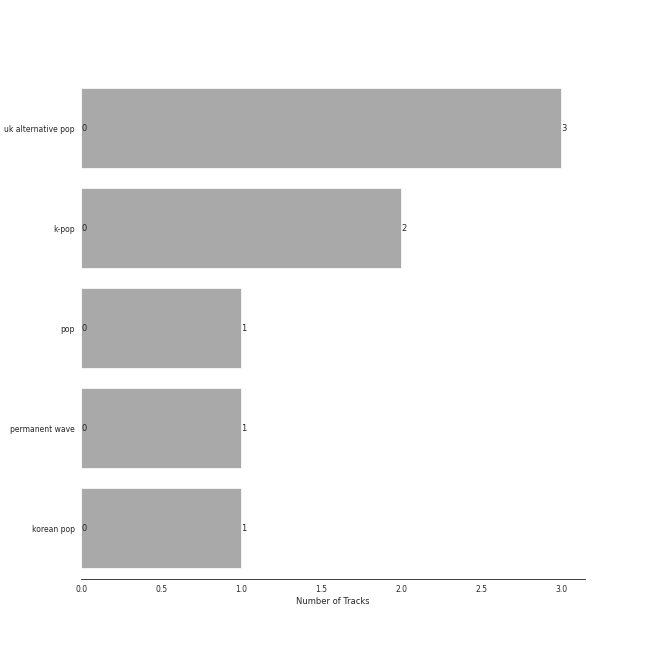 uk alternative pop 0 3
k-pop 0 2
pop 0 1
permanent wave 0 1
korean pop 0 1
0.0 0.5 1.0 1.5 2.0 2.5 3.0
Number of Tracks